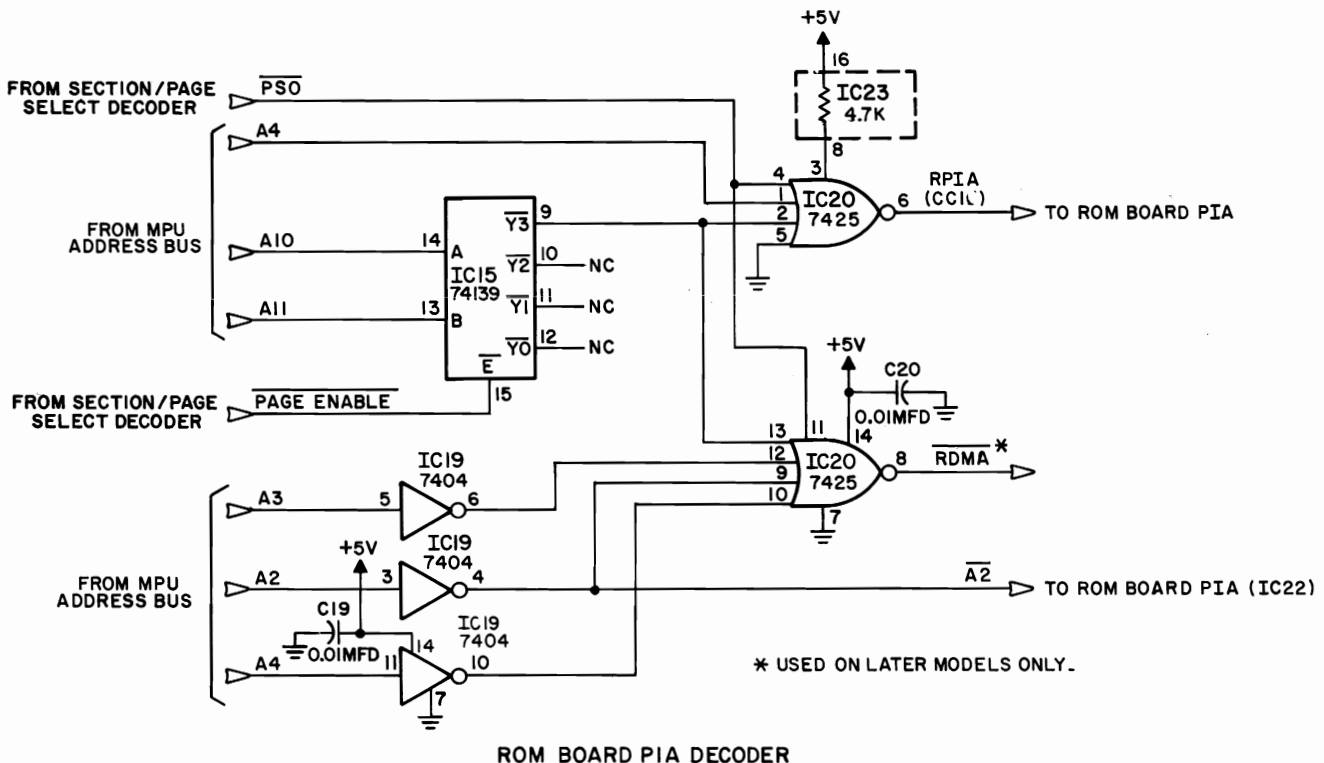 +5V
16
IC23
4.7K
8
FROM SECTION/PAGE
SELECT DECODER
PSO
A4
FROM MPU
ADDRESS BUS
A10
14
A
A11
13
B
IC15
74139
Y3
9
Y2
10
NC
Y1
11
NC
Y0
12
NC
E
15
FROM SECTION/PAGE
SELECT DECODER
PAGE ENABLE
3
4
1
2
5
IC20
7425
6
RPIA
TO ROM BOARD PIA
+5V
C20
0.01MFD
14
11
13
12
9
10
IC20
7425
7
8
RDMA *
FROM MPU
ADDRESS BUS
A3
5
IC19
7404
6
A2
3
IC19
7404
4
A2
TO ROM BOARD PIA (IC22)
+5V
C19
0.01MFD
14
A4
11
IC19
7404
10
7
* USED ON LATER MODELS ONLY.
ROM BOARD PIA DECODER